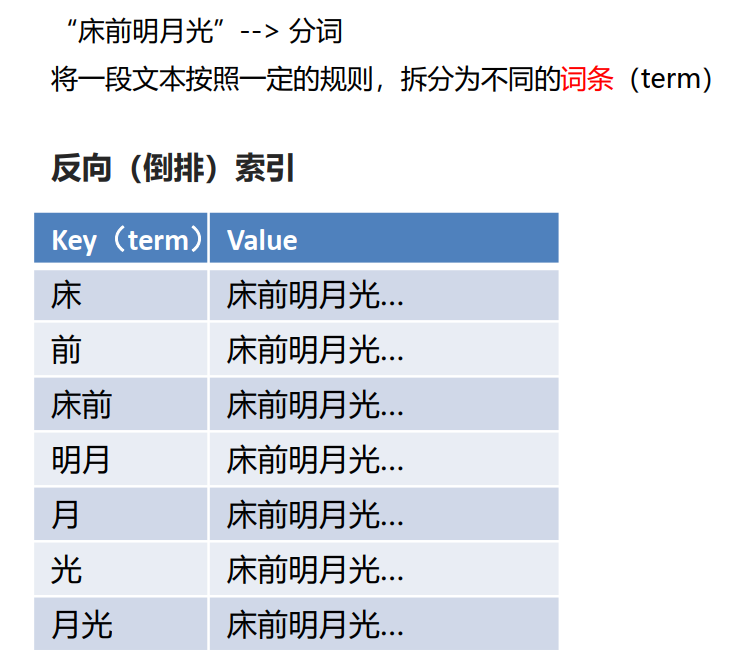 “床前明月光”--> 分词
将一段文本按照一定的规则，拆分为不同的词条（term）
反向（倒排）索引
Key（term） Value
床 床前明月光...
前 床前明月光...
床前 床前明月光...
明月 床前明月光...
月 床前明月光...
光 床前明月光...
月光 床前明月光...